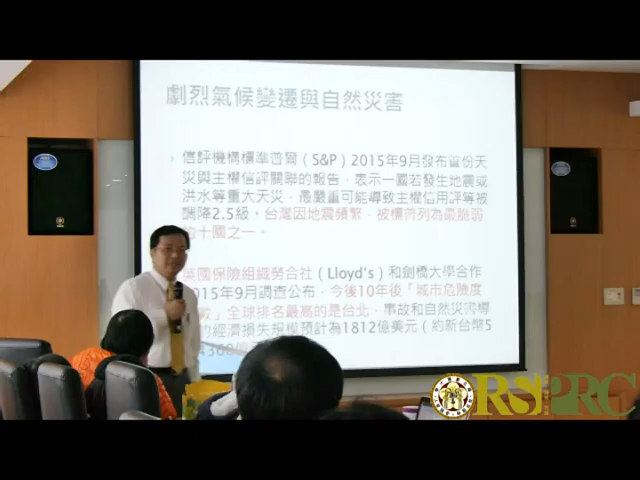 劇烈氣候變遷與自然災害
信評機構標準普爾（S&P）2015年9月發布首份天
災與主權信評關聯的報告，表示一國若發生地震或
洪水等重大天災，最嚴重可能導致主權信用評等被
調降2.5級。台灣因地震頻繁，被標普列為最脆弱
十國之一。
英國保險組織勞合社（Lloyd's）和劍橋大學合作
2015年9月調查公布，今後10年後「城市危險度
數」全球排名最高的是台北，事故和自然災害導
的經濟損失規模預計為1812億美元（約新台幣5
RSPRC